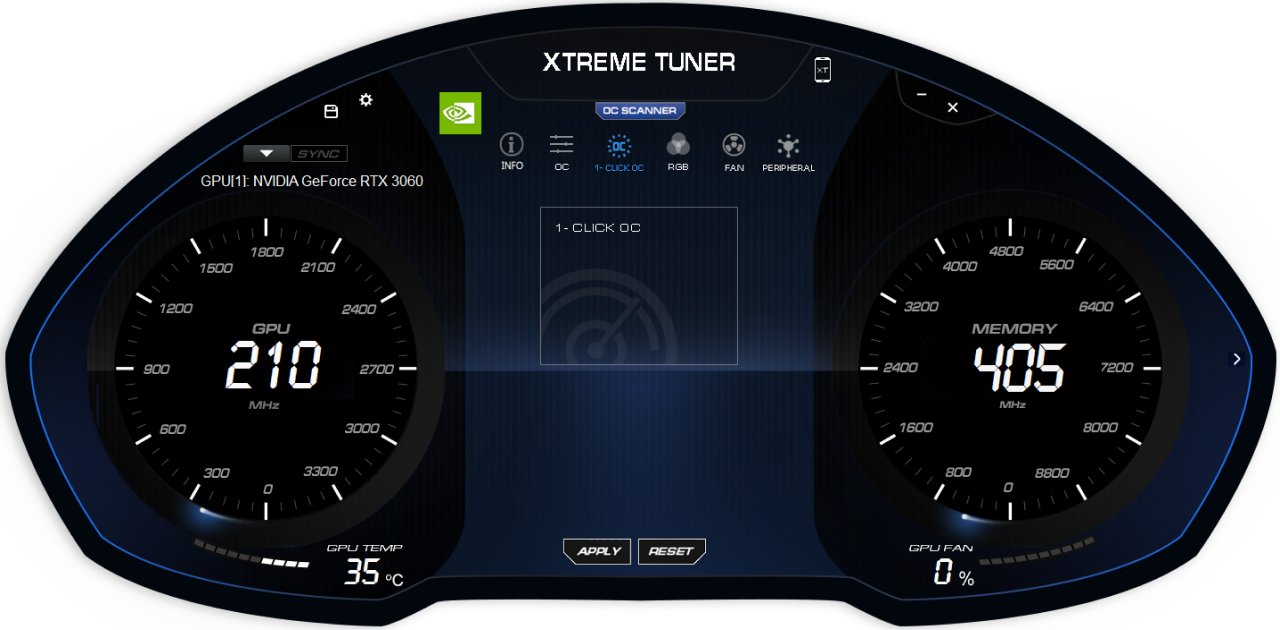 XTREME TUNER
XT
OC SCANNER
SYNC
GPU[1]: NVIDIA GeForce RTX 3060
INFO
OC
OC
1- CLICK OC
RGB
FAN
PERIPHERAL
1- CLICK OC
1800
1500
2100
1200
2400
GPU
210
900
2700
MHz
600
3000
300
3300
0
4800
4000
5600
3200
6400
MEMORY
405
2400
7200
MHz
1600
8000
800
8800
0
GPU TEMP
35 °C
APPLY
RESET
GPU FAN
0 %